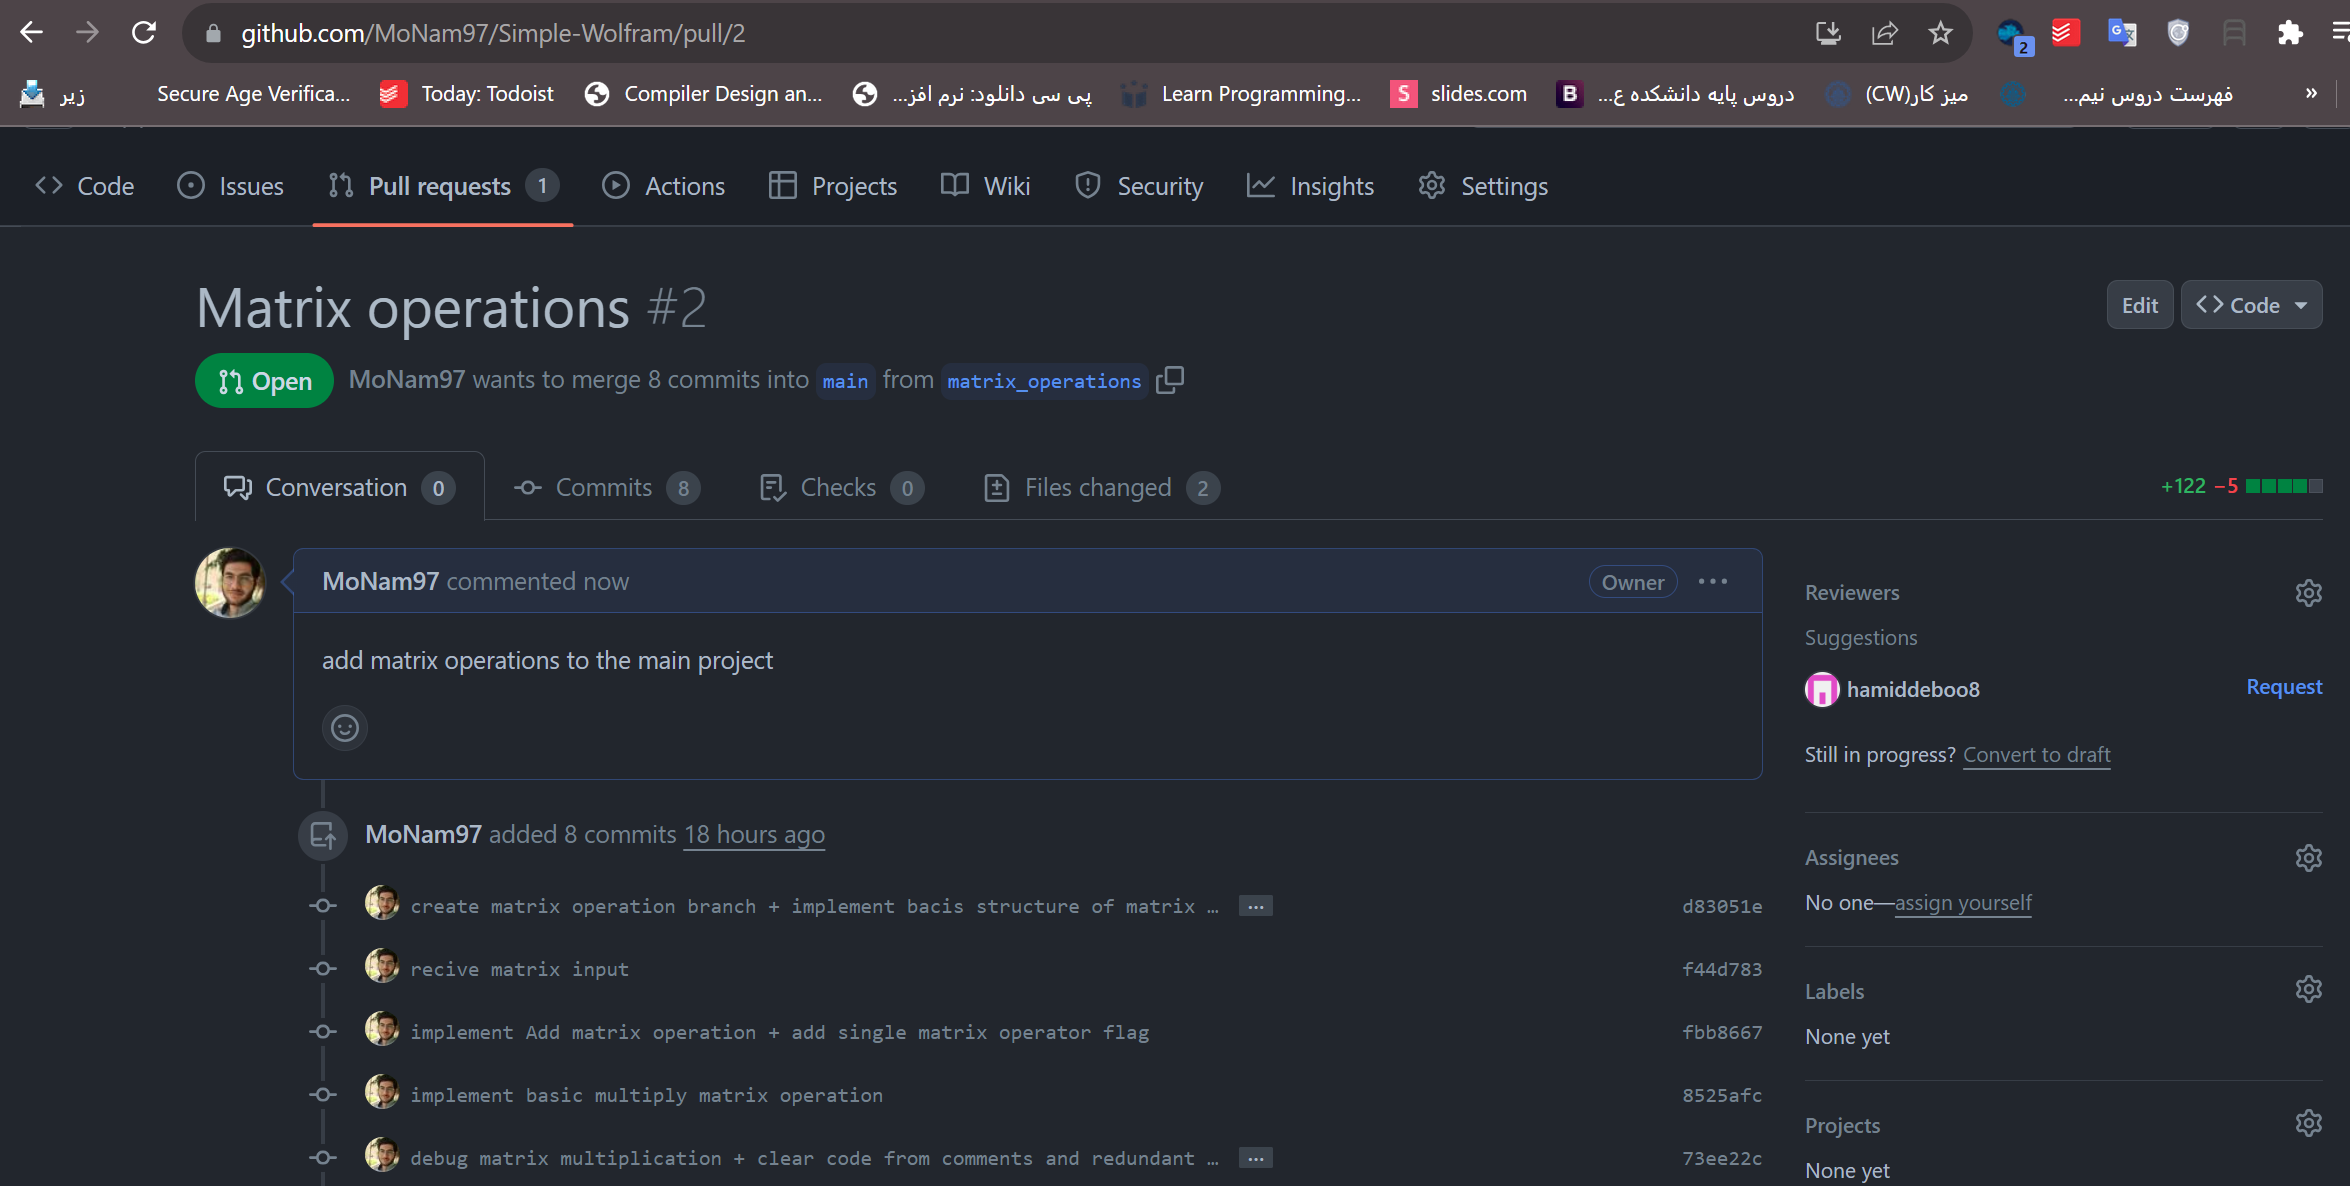 github.com/MoNam97/Simple-Wolfram/pull/2
2
زیر
Secure Age Verifica...
Today: Todoist
Compiler Design an...
پی سی دانلود: نرم افز...
Learn Programming...
S slides.com
B دروس پایه دانشکده ع...
میز کار(CW)
فهرست دروس نیم...
»
Code
Issues
Pull requests 1
Actions
Projects
Wiki
Security
Insights
Settings
Matrix operations #2
Edit
Code
Open
MoNam97 wants to merge 8 commits into main from matrix_operations
Conversation 0
Commits 8
Checks 0
Files changed 2
+122 −5
MoNam97 commented now
Owner
add matrix operations to the main project
MoNam97 added 8 commits 18 hours ago
create matrix operation branch + implement bacis structure of matrix … … d83051e
recive matrix input f44d783
implement Add matrix operation + add single matrix operator flag fbb8667
implement basic multiply matrix operation 8525afc
debug matrix multiplication + clear code from comments and redundant … … 73ee22c
Reviewers
Suggestions
hamiddeboo8 Request
Still in progress? Convert to draft
Assignees
No one—assign yourself
Labels
None yet
Projects
None yet